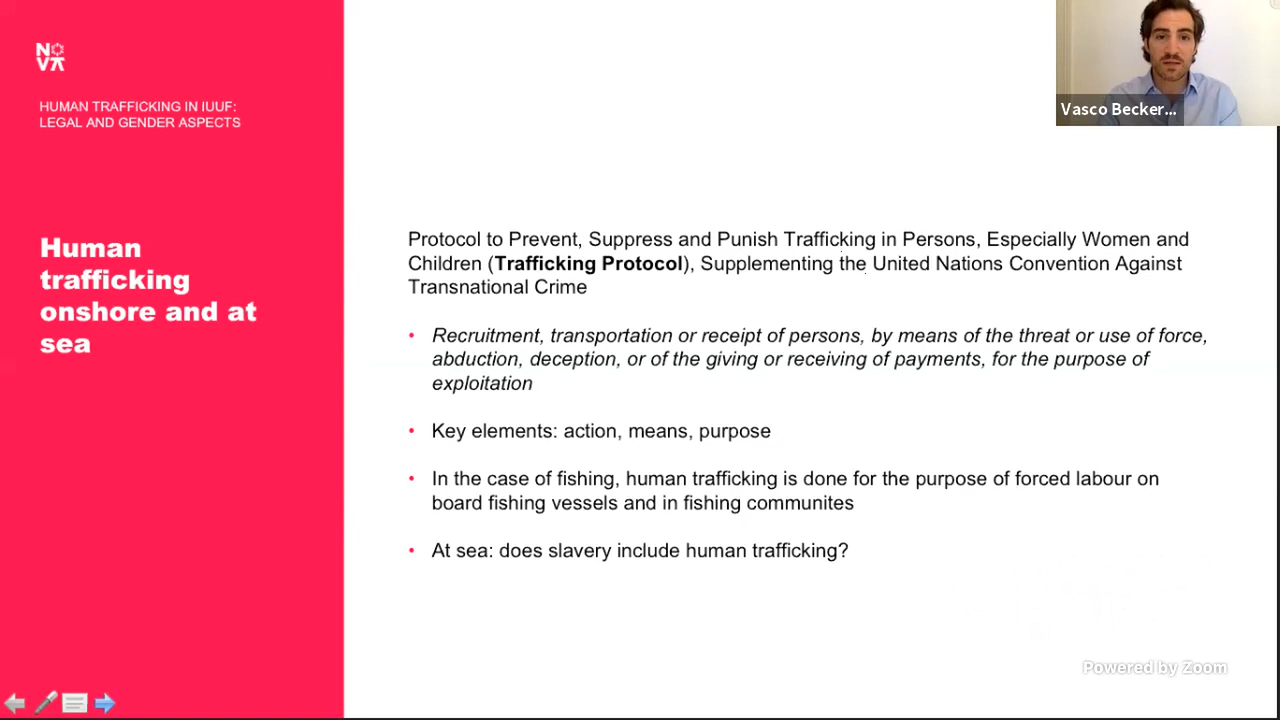 NOVA
HUMAN TRAFFICKING IN IUUF:
LEGAL AND GENDER ASPECTS
Human
trafficking
onshore and at
sea
Vasco Becker...
Protocol to Prevent, Suppress and Punish Trafficking in Persons, Especially Women and
Children (Trafficking Protocol), Supplementing the United Nations Convention Against
Transnational Crime
• Recruitment, transportation or receipt of persons, by means of the threat or use of force,
abduction, deception, or of the giving or receiving of payments, for the purpose of
exploitation
• Key elements: action, means, purpose
• In the case of fishing, human trafficking is done for the purpose of forced labour on
board fishing vessels and in fishing communites
• At sea: does slavery include human trafficking?
Powered by Zoom